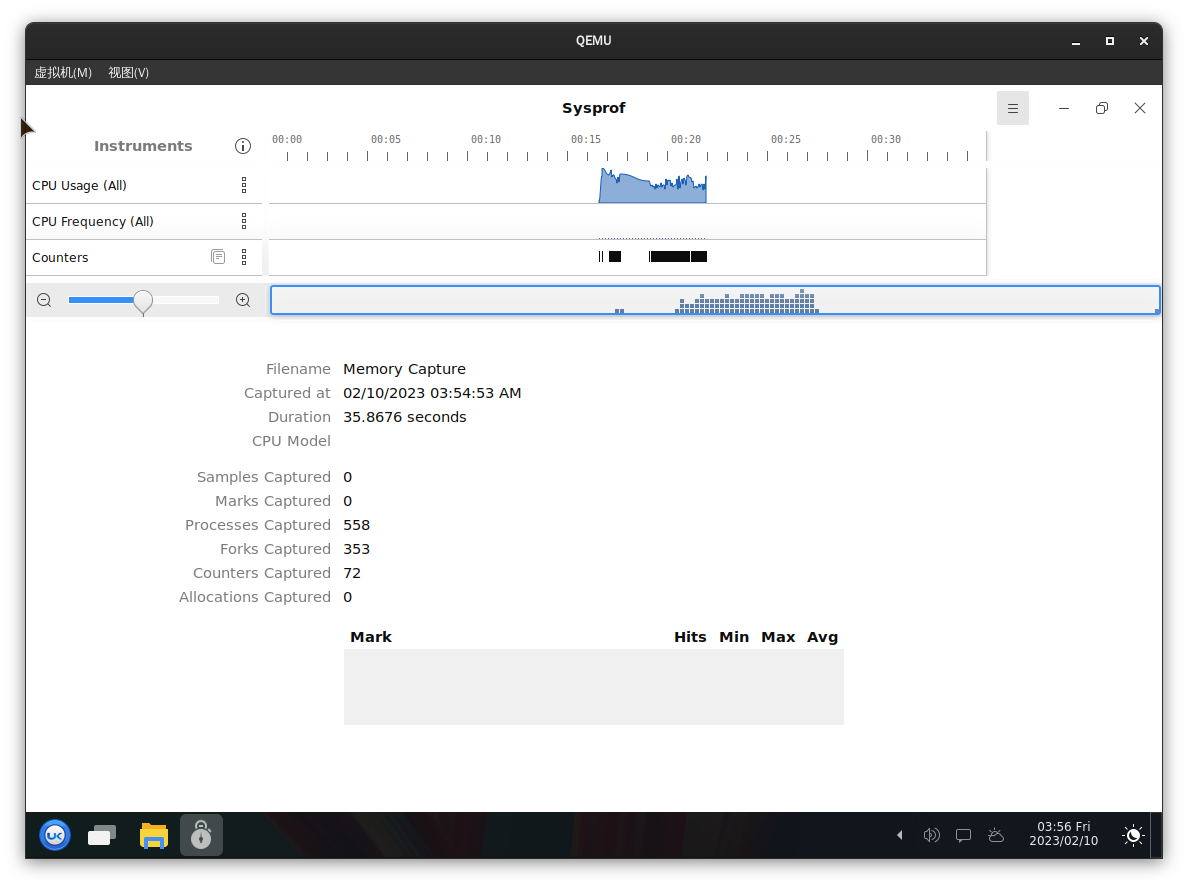 QEMU
虚拟机(M) 视图(V)
Sysprof
Instruments 00:00 00:05 00:10 00:15 00:20 00:25 00:30
CPU Usage (All)
CPU Frequency (All)
Counters
Filename Memory Capture
Captured at 02/10/2023 03:54:53 AM
Duration 35.8676 seconds
CPU Model
Samples Captured 0
Marks Captured 0
Processes Captured 558
Forks Captured 353
Counters Captured 72
Allocations Captured 0
Mark Hits Min Max Avg
UK
03:56 Fri
2023/02/10